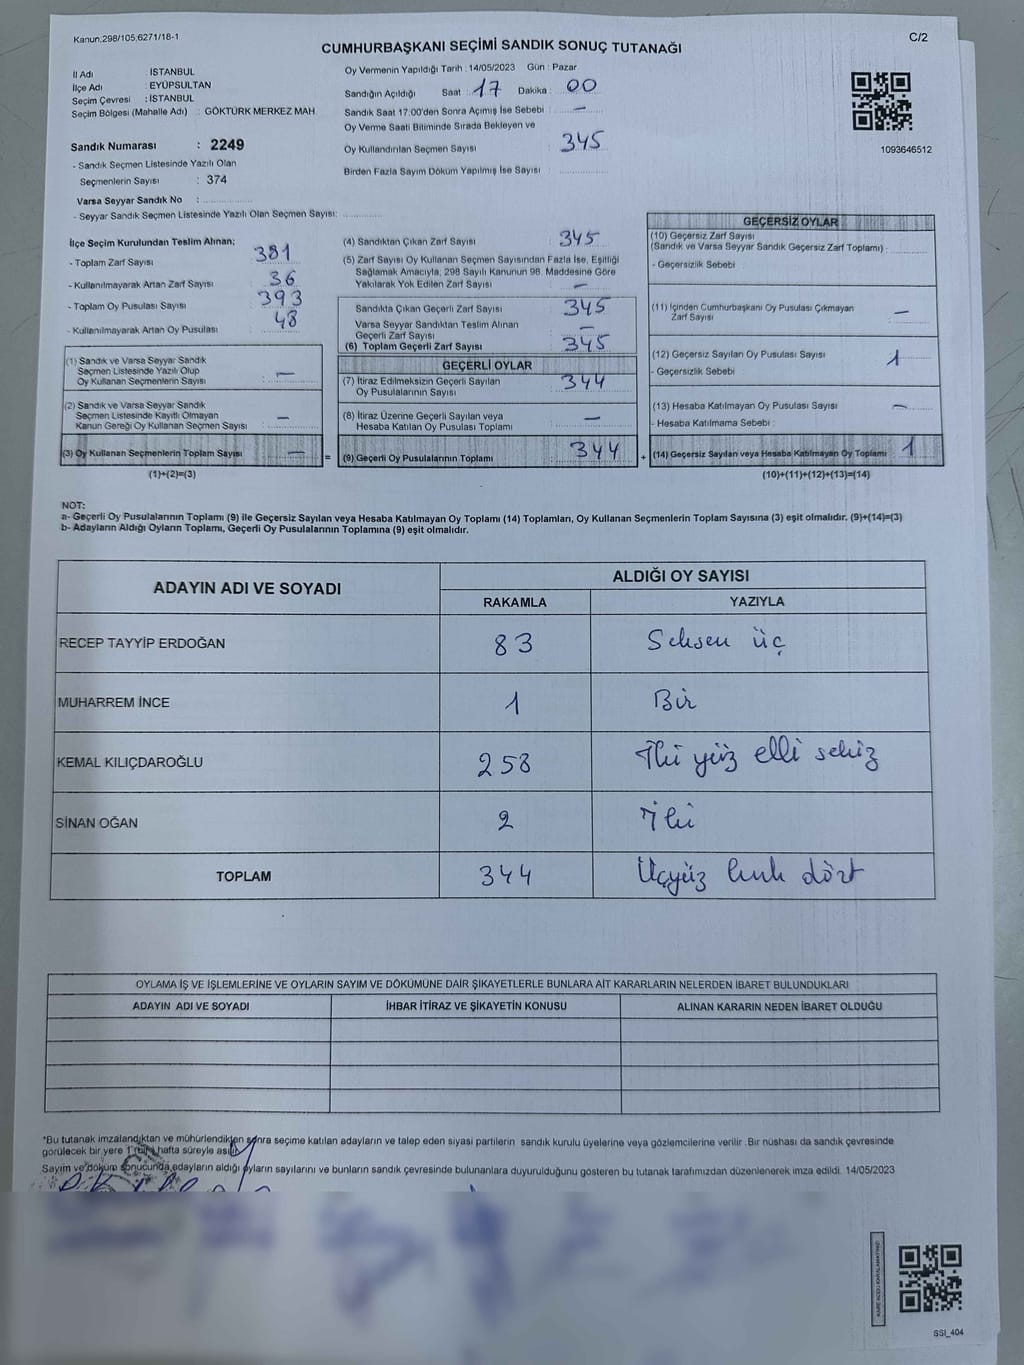 Kanun,298/105,6271/18-1
C/2
CUMHURBAŞKANI SEÇİMİ SANDIK SONUÇ TUTANAĞI
İl Adı : İSTANBUL
İlçe Adı : EYÜPSULTAN
Seçim Çevresi : İSTANBUL
Seçim Bölgesi (Mahalle Adı) : GÖKTÜRK MERKEZ MAH
Sandık Numarası : 2249
- Sandık Seçmen Listesinde Yazılı Olan
Seçmenlerin Sayısı : 374
Varsa Seyyar Sandık No :
- Seyyar Sandık Seçmen Listesinde Yazılı Olan Seçmen Sayısı:
Oy Vermenin Yapıldığı Tarih : 14/05/2023 Gün : Pazar
Sandığın Açıldığı Saat : 17 Dakika : 00
Sandık Saat 17:00'den Sonra Açımış İse Sebebi : —
Oy Verme Saati Bitiminde Sırada Bekleyen ve
Oy Kullandırılan Seçmen Sayısı : 345
Birden Fazla Sayım Döküm Yapılmış İse Sayısı :
1093646512
İlçe Seçim Kurulundan Teslim Alınan;
- Toplam Zarf Sayısı : 381
- Kullanılmayarak Artan Zarf Sayısı : 36
- Toplam Oy Pusulası Sayısı : 393
- Kullanılmayarak Artan Oy Pusulası : 48
(1) Sandık ve Varsa Seyyar Sandık
Seçmen Listesinde Yazılı Olup
Oy Kullanan Seçmenlerin Sayısı : —
(2) Sandık ve Varsa Seyyar Sandık
Seçmen Listesinde Kayıtlı Olmayan
Kanun Gereği Oy Kullanan Seçmen Sayısı : —
(3) Oy Kullanan Seçmenlerin Toplam Sayısı : — =
(1)+(2)=(3)
(4) Sandıktan Çıkan Zarf Sayısı : 345
(5) Zarf Sayısı Oy Kullanan Seçmen Sayısından Fazla İse, Eşitliği
Sağlamak Amacıyla, 298 Sayılı Kanunun 98. Maddesine Göre
Yakılarak Yok Edilen Zarf Sayısı : —
Sandıkta Çıkan Geçerli Zarf Sayısı : 345
Varsa Seyyar Sandıktan Teslim Alınan
Geçerli Zarf Sayısı : —
(6) Toplam Geçerli Zarf Sayısı : 345
GEÇERLİ OYLAR
(7) İtiraz Edilmeksizin Geçerli Sayılan
Oy Pusulalarının Sayısı : 344
(8) İtiraz Üzerine Geçerli Sayılan veya
Hesaba Katılan Oy Pusulası Toplamı : —
(9) Geçerli Oy Pusulalarının Toplamı : 344 +
GEÇERSİZ OYLAR
(10) Geçersiz Zarf Sayısı
(Sandık ve Varsa Seyyar Sandık Geçersiz Zarf Toplamı) :
- Geçersizlik Sebebi :
(11) İçinden Cumhurbaşkanı Oy Pusulası Çıkmayan
Zarf Sayısı : —
(12) Geçersiz Sayılan Oy Pusulası Sayısı : 1
- Geçersizlik Sebebi :
(13) Hesaba Katılmayan Oy Pusulası Sayısı : —
- Hesaba Katılmama Sebebi :
(14) Geçersiz Sayılan veya Hesaba Katılmayan Oy Toplamı : 1
(10)+(11)+(12)+(13)=(14)
NOT:
a- Geçerli Oy Pusulalarının Toplamı (9) ile Geçersiz Sayılan veya Hesaba Katılmayan Oy Toplamı (14) Toplamları, Oy Kullanan Seçmenlerin Toplam Sayısına (3) eşit olmalıdır. (9)+(14)=(3)
b- Adayların Aldığı Oyların Toplamı, Geçerli Oy Pusulalarının Toplamına (9) eşit olmalıdır.
ADAYIN ADI VE SOYADI
ALDIĞI OY SAYISI
RAKAMLA YAZIYLA
RECEP TAYYİP ERDOĞAN 83 Seksen üç
MUHARREM İNCE 1 Bir
KEMAL KILIÇDAROĞLU 258 İki yüz elli sekiz
SİNAN OĞAN 2 İki
TOPLAM 344 Üçyüz kırk dört
OYLAMA İŞ VE İŞLEMLERİNE VE OYLARIN SAYIM VE DÖKÜMÜNE DAİR ŞİKAYETLERLE BUNLARA AİT KARARLARIN NELERDEN İBARET BULUNDUKLARI
ADAYIN ADI VE SOYADI İHBAR İTİRAZ VE ŞİKAYETİN KONUSU ALINAN KARARIN NEDEN İBARET OLDUĞU
*Bu tutanak imzalandıktan ve mühürlendikten sonra seçime katılan adayların ve talep eden siyasi partilerin sandık kurulu üyelerine veya gözlemcilerine verilir .Bir nüshası da sandık çevresinde
görülecek bir yere 1 (bir) hafta süreyle asılır.
Sayım ve döküm sonucunda adayların aldığı oyların sayılarını ve bunların sandık çevresinde bulunanlara duyurulduğunu gösteren bu tutanak tarafımızdan düzenlenerek imza edildi. 14/05/2023
KARE KODU KARALAMAYINIZ!
SSI_404